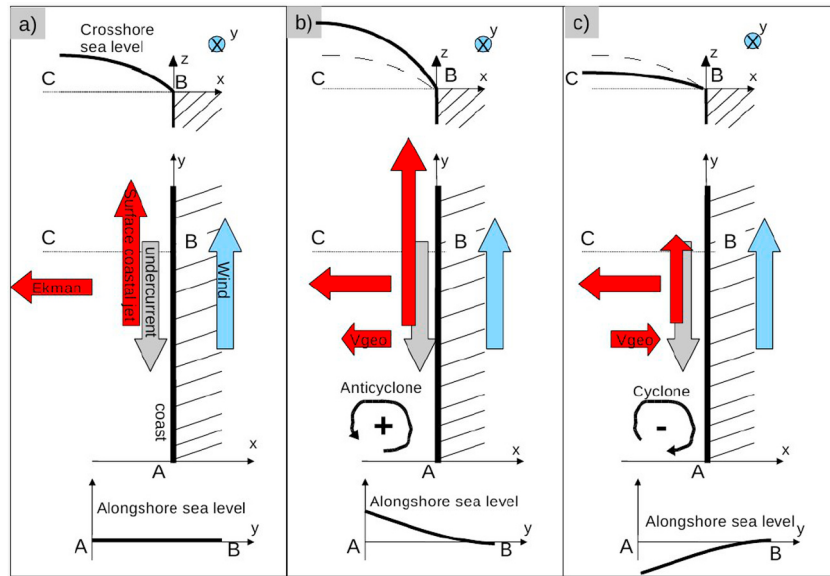 a)
Crosshore
sea level
y
X
z
C
B
x
y
C
B
Surface coastal jet
undercurrent
Wind
Ekman
coast
x
A
Alongshore sea level
y
A
B
b)
y
X
z
C
B
x
y
C
B
Vgeo
Anticyclone
+
x
A
Alongshore sea level
y
A
B
c)
y
X
z
B
C
x
y
C
B
Vgeo
Cyclone
-
x
A
Alongshore sea level
y
A
B